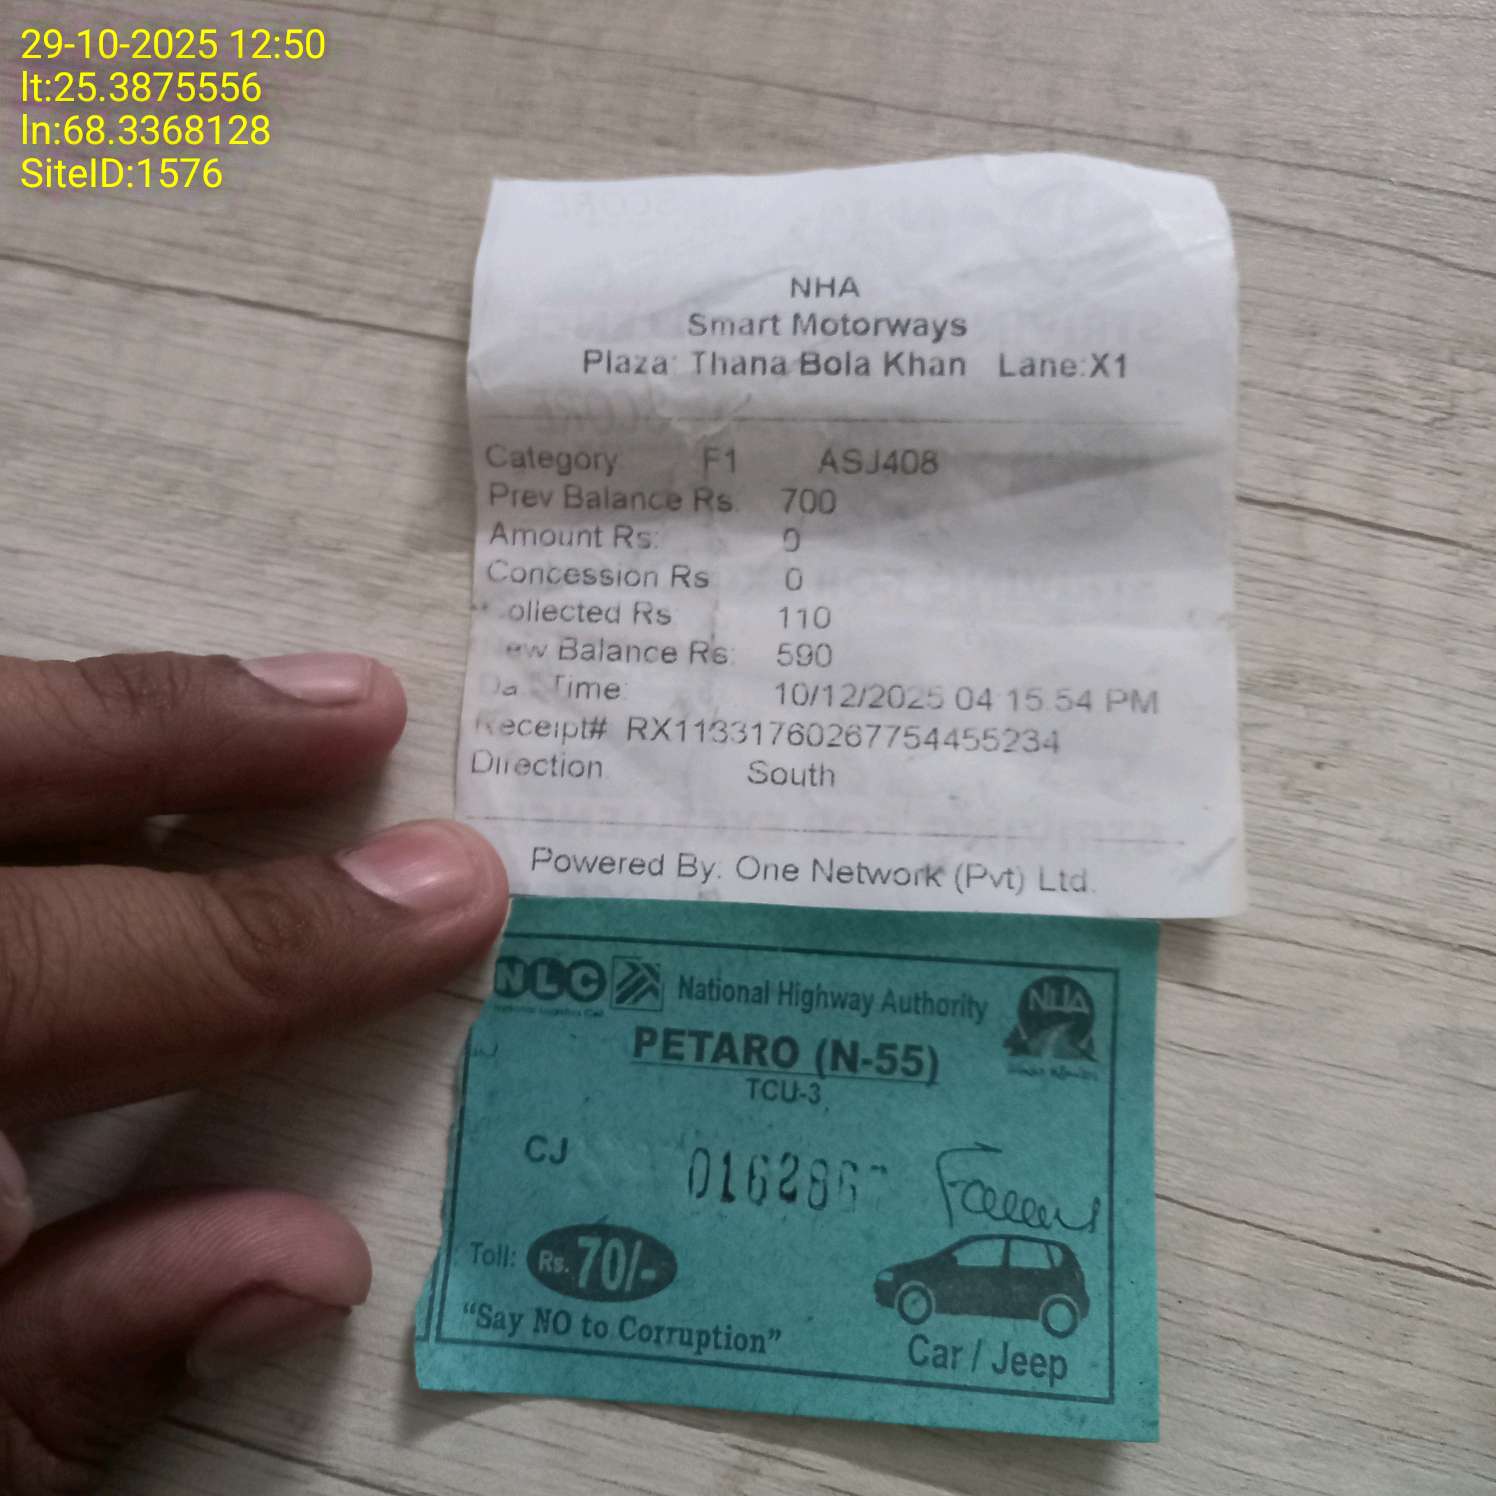 29-10-2025 12:50
lt:25.3875556
ln:68.3368128
SiteID:1576
NHA
Smart Motorways
Plaza: Thana Bola Khan Lane:X1
Category F1 ASJ408
Prev Balance Rs. 700
Amount Rs: 0
Concession Rs 0
ollected Rs 110
ew Balance Rs: 590
Da Time: 10/12/2025 04:15:54 PM
Receipt# RX11331760267754455234
Direction South
Powered By: One Network (Pvt) Ltd.
NLC National Highway Authority NHA
PETARO (N-55)
TCU-3
CJ
Toll: Rs. 70/-
"Say NO to Corruption"
Car / Jeep